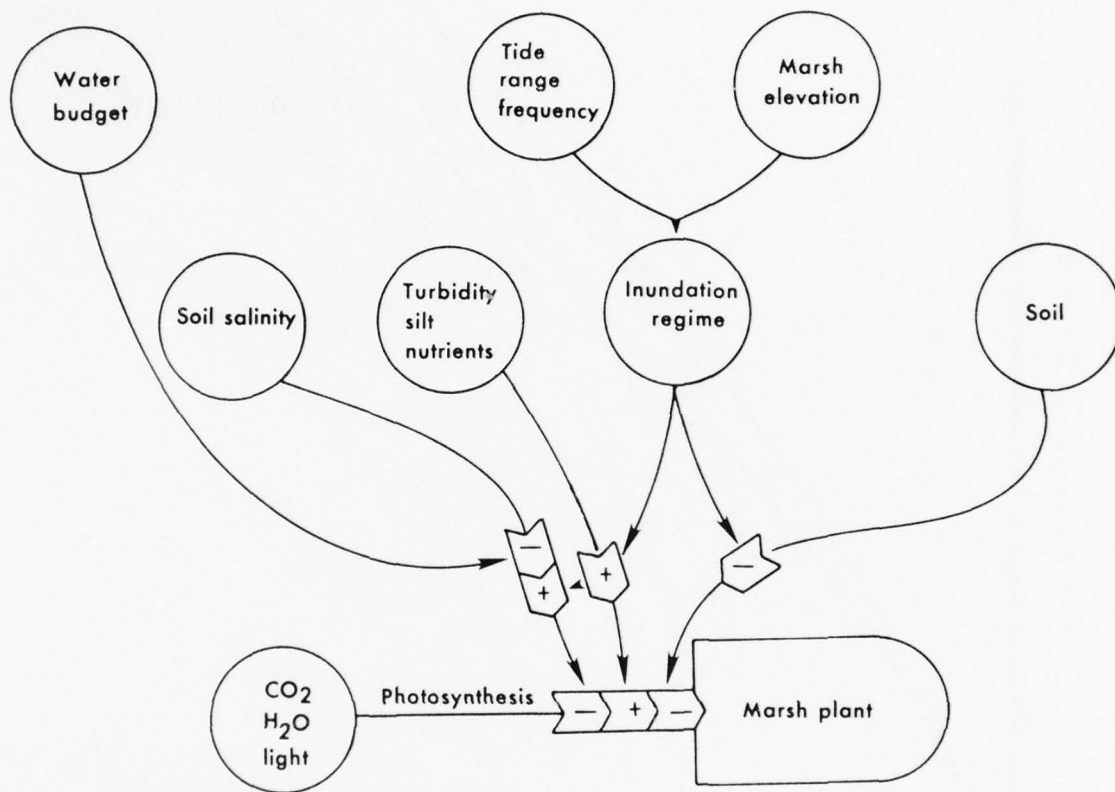 Water
budget
Tide
range
frequency
Marsh
elevation
Soil salinity
Turbidity
silt
nutrients
Inundation
regime
Soil
—
+
+
—
CO2
H2O
light
Photosynthesis
—
+
—
Marsh plant